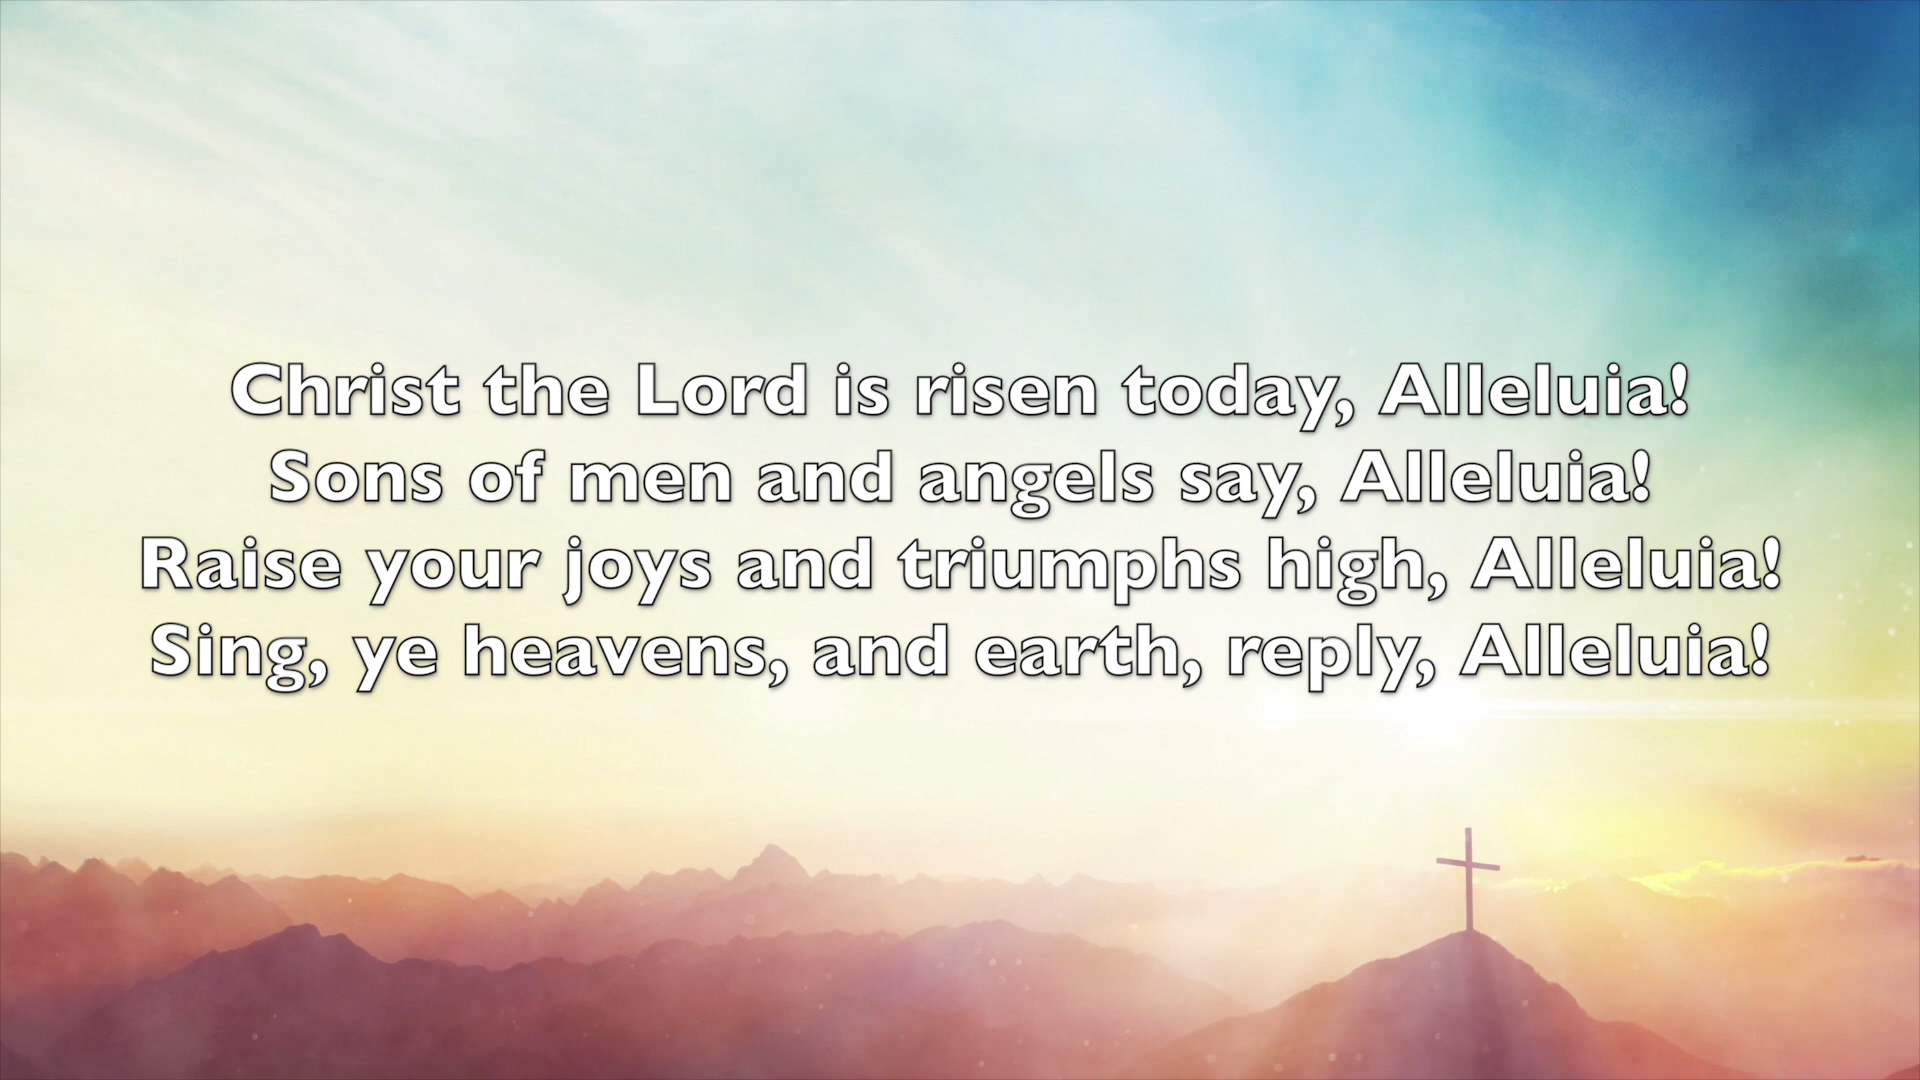 Christ the Lord is risen today, Alleluia!
Sons of men and angels say, Alleluia!
Raise your joys and triumphs high, Alleluia!
Sing, ye heavens, and earth, reply, Alleluia!